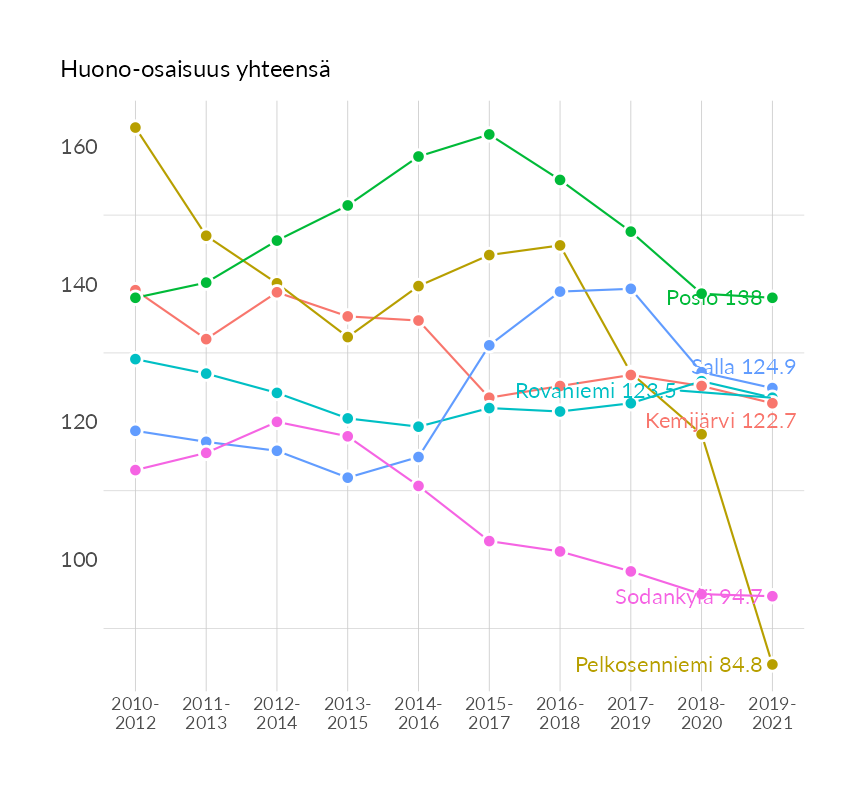 Huono-osaisuus yhteensä
160
140
120
100
Posio 138
Salla 124.9
Rovaniemi 123.5
Kemijärvi 122.7
Sodankylä 94.7
Pelkosenniemi 84.8
2010- 2011- 2012- 2013- 2014- 2015- 2016- 2017- 2018- 2019-
2012 2013 2014 2015 2016 2017 2018 2019 2020 2021